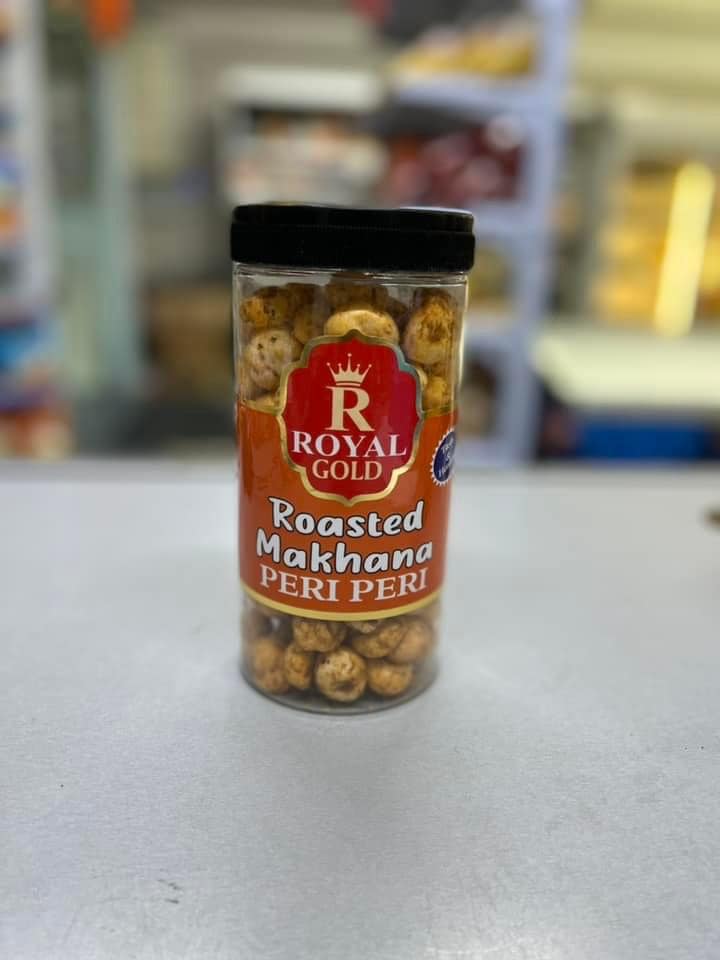 R
ROYAL
GOLD
Roasted
Makhana
PERI PERI